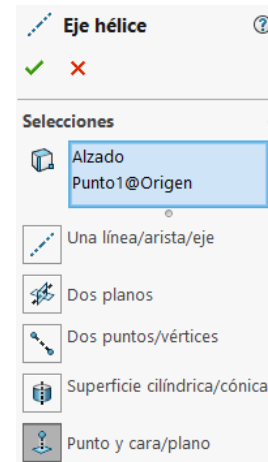 Eje hélice
?
Selecciones
Alzado
Punto1@Origen
Una línea/arista/eje
Dos planos
Dos puntos/vértices
Superficie cilíndrica/cónica
Punto y cara/plano